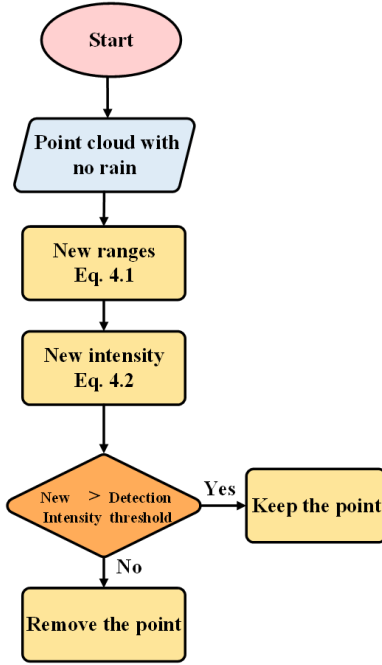 Start
Point cloud with
no rain
New ranges
Eq. 4.1
New intensity
Eq. 4.2
New > Detection
Intensity threshold
Yes
Keep the point
No
Remove the point